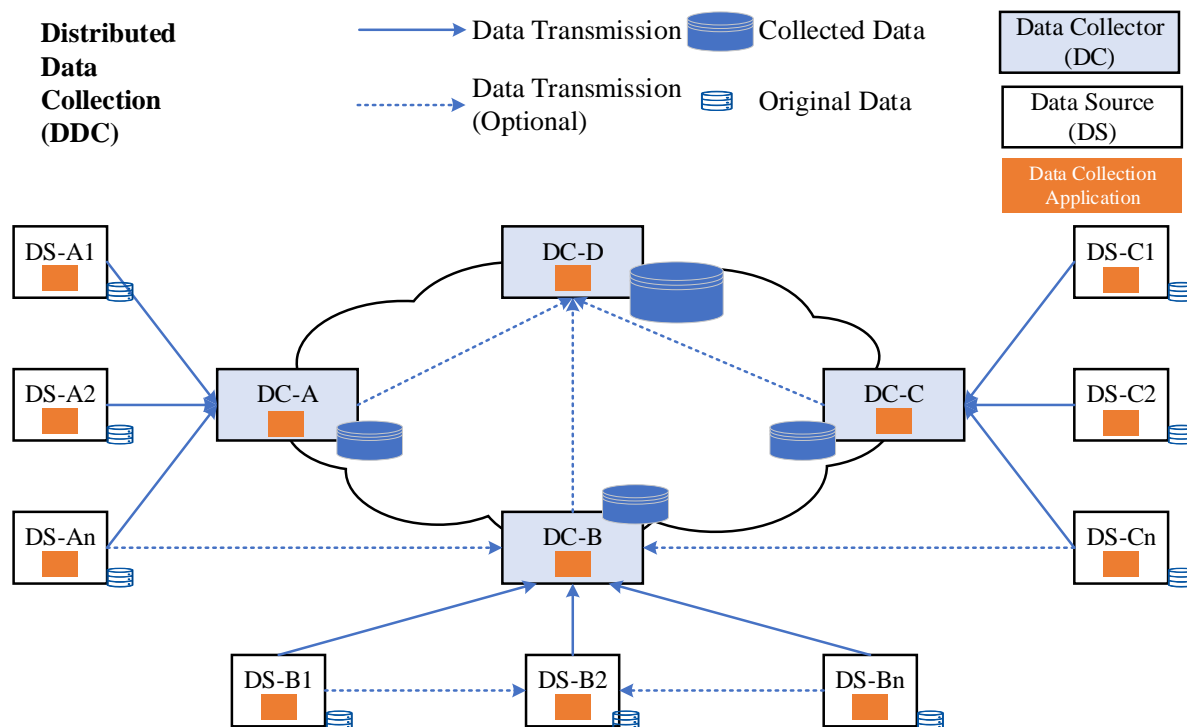 Distributed
Data
Collection
(DDC)
Data Transmission
Collected Data
Data Transmission
(Optional)
Original Data
Data Collector
(DC)
Data Source
(DS)
Data Collection
Application
DS-A1
DC-D
DS-C1
DS-A2
DC-A
DC-C
DS-C2
DS-An
DC-B
DS-Cn
DS-B1
DS-B2
DS-Bn